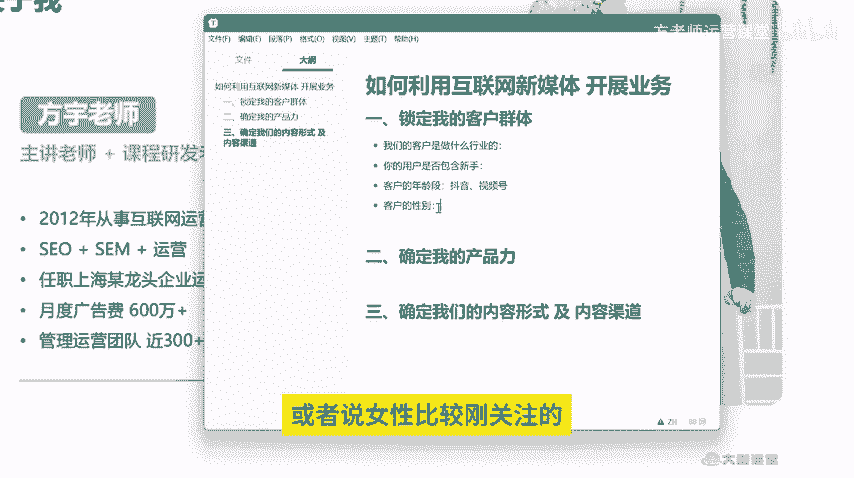 方老师运营课堂
文件(F) 编辑(E) 段落(P) 格式(O) 视图(V) 主题(T) 帮助(H)
文件 大纲
如何利用互联网新媒体 开展业务
一、锁定我的客户群体
二、确定我的产品力
三、确定我们的内容形式 及
内容渠道
如何利用互联网新媒体 开展业务
一、锁定我的客户群体
• 我们的客户是做什么行业的：
• 你的用户是否包含新手：
• 客户的年龄段：抖音、视频号
• 客户的性别：
二、确定我的产品力
三、确定我们的内容形式 及 内容渠道
ZH
方宇老师
主讲老师 + 课程研发
• 2012年从事互联网运营
• SEO + SEM + 运营
• 任职上海某龙头企业运
• 月度广告费 600万+
• 管理运营团队 近300+
或者说女性比较刚关注的